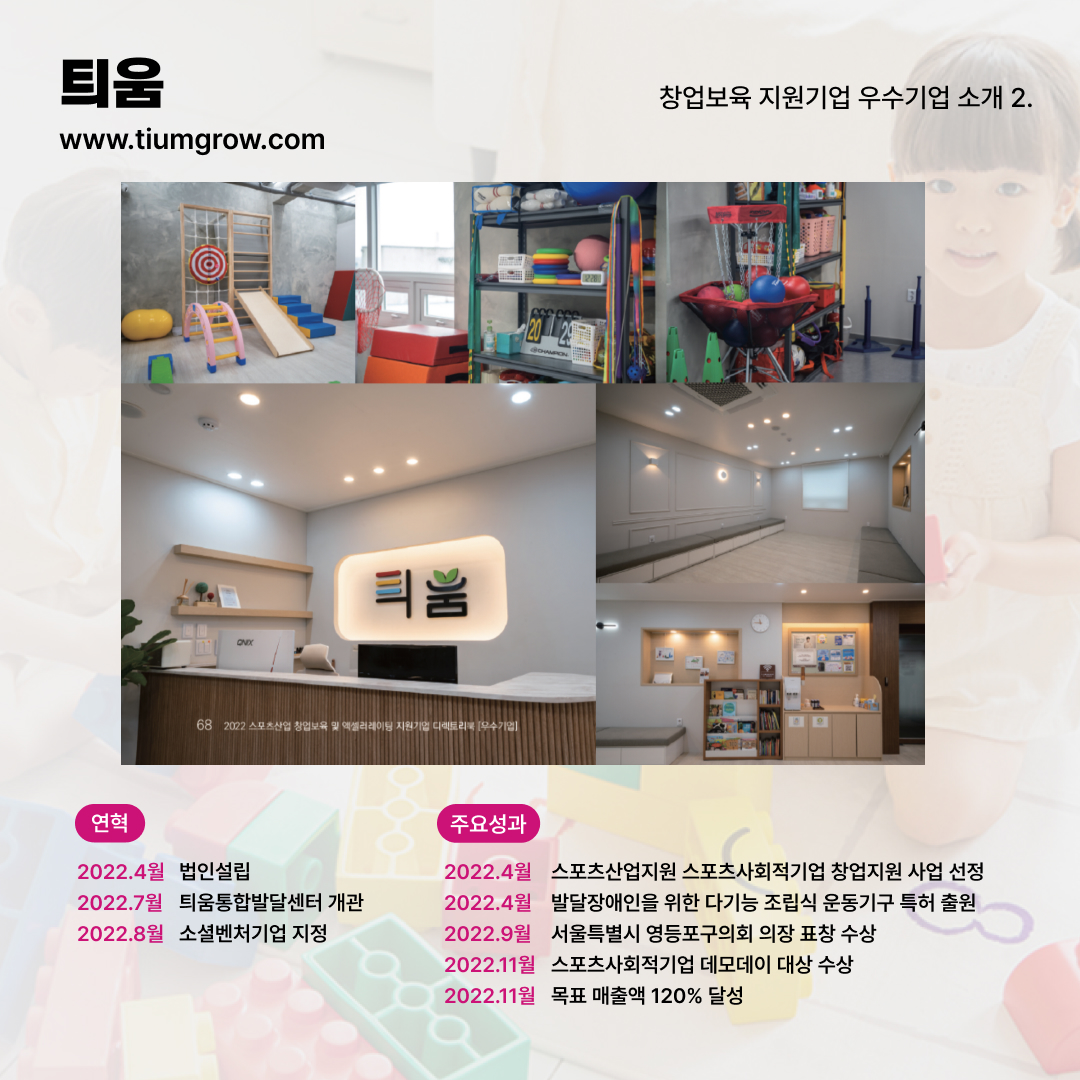 틔움
창업보육 지원기업 우수기업 소개 2.
www.tiumgrow.com
20 29
CHAMPION
틔움
QNIX
68 2022 스포츠산업 창업보육 및 액셀러레이팅 지원기업 디렉토리북 [우수기업]
연혁
2022.4월 법인설립
2022.7월 틔움통합발달센터 개관
2022.8월 소셜벤처기업 지정
주요성과
2022.4월 스포츠산업지원 스포츠사회적기업 창업지원 사업 선정
2022.4월 발달장애인을 위한 다기능 조립식 운동기구 특허 출원
2022.9월 서울특별시 영등포구의회 의장 표창 수상
2022.11월 스포츠사회적기업 데모데이 대상 수상
2022.11월 목표 매출액 120% 달성